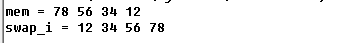 mem = 78 56 34 12
swap_i = 12 34 56 78